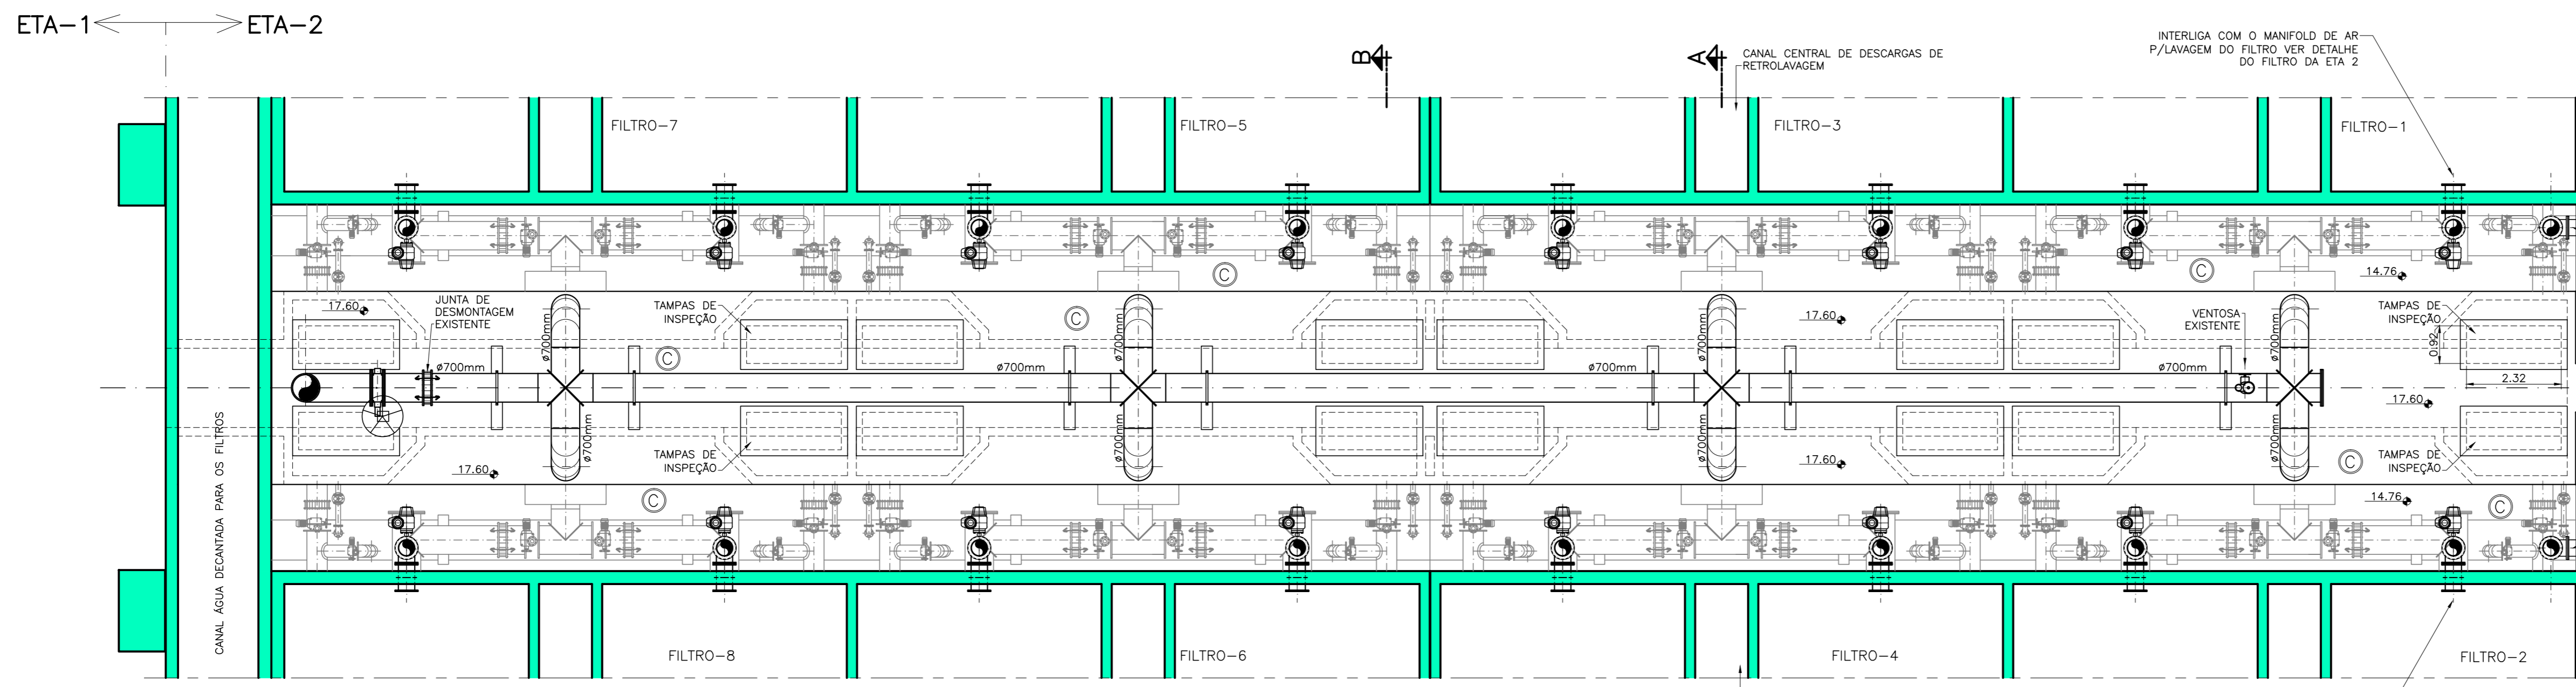 ETA-1
ETA-2
B
A
CANAL CENTRAL DE DESCARGAS DE
RETROLAVAGEM
INTERLIGA COM O MANIFOLD DE AR
P/LAVAGEM DO FILTRO VER DETALHE
DO FILTRO DA ETA 2
FILTRO-7
FILTRO-5
FILTRO-3
FILTRO-1
C
C
14.76
17.60
JUNTA DE
DESMONTAGEM
EXISTENTE
TAMPAS DE
INSPEÇÃO
C
17.60
VENTOSA
EXISTENTE
TAMPAS DE
INSPEÇÃO
ø700mm
ø700mm
ø700mm
ø700mm
0.92
C
ø700mm
ø700mm
ø700mm
ø700mm
2.32
17.60
ø700mm
ø700mm
ø700mm
ø700mm
CANAL ÁGUA DECANTADA PARA OS FILTROS
17.60
TAMPAS DE
INSPEÇÃO
17.60
C
TAMPAS DE
INSPEÇÃO
C
14.76
C
FILTRO-8
FILTRO-6
FILTRO-4
FILTRO-2